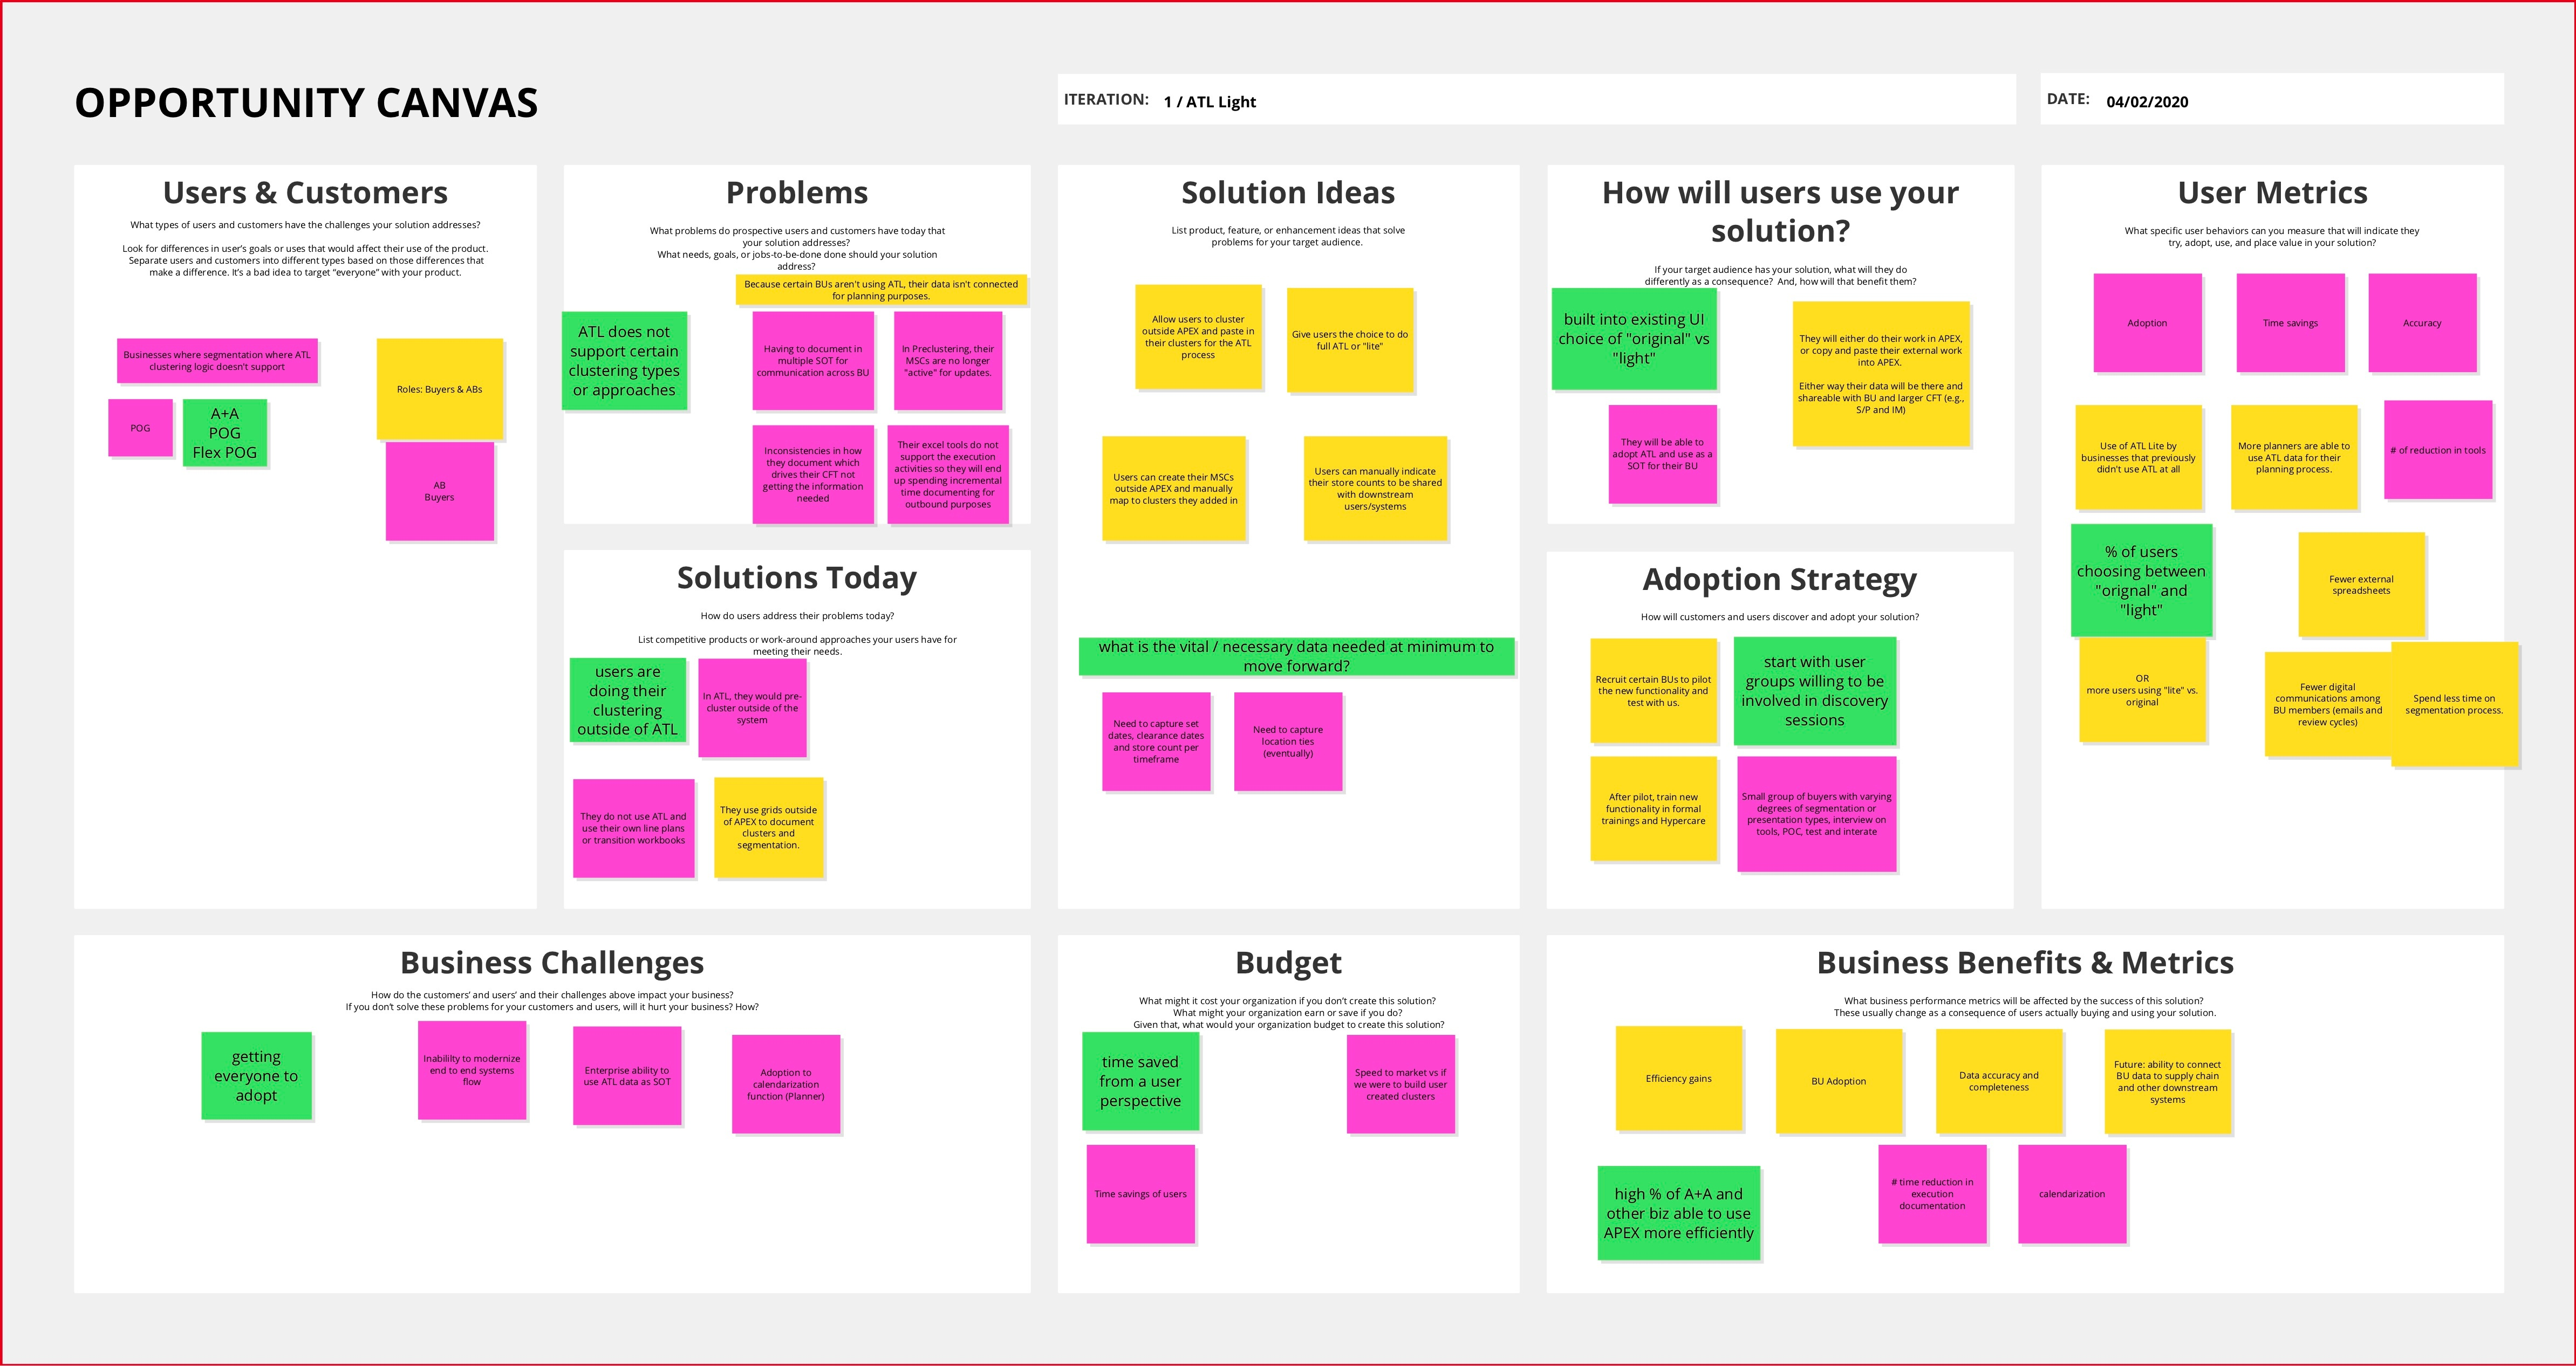 OPPORTUNITY CANVAS
ITERATION: 1 / ATL Light
DATE: 04/02/2020
Users & Customers
What types of users and customers have the challenges your solution addresses?
Look for differences in user’s goals or uses that would affect their use of the product.
Separate users and customers into different types based on those differences that
make a difference. It’s a bad idea to target “everyone” with your product.
Businesses where segmentation where ATL
clustering logic doesn't support
Roles: Buyers & ABs
POG
A+A
POG
Flex POG
AB
Buyers
Problems
What problems do prospective users and customers have today that
your solution addresses?
What needs, goals, or jobs-to-be-done done should your solution
address?
Because certain BUs aren't using ATL, their data isn't connected
for planning purposes.
ATL does not
support certain
clustering types
or approaches
Having to document in
multiple SOT for
communication across BU
In Preclustering, their
MSCs are no longer
"active" for updates.
Inconsistencies in how
they document which
drives their CFT not
getting the information
needed
Their excel tools do not
support the execution
activities so they will end
up spending incremental
time documenting for
outbound purposes
Solutions Today
How do users address their problems today?
List competitive products or work-around approaches your users have for
meeting their needs.
users are
doing their
clustering
outside of ATL
In ATL, they would pre-
cluster outside of the
system
They do not use ATL and
use their own line plans
or transition workbooks
They use grids outside
of APEX to document
clusters and
segmentation.
Solution Ideas
List product, feature, or enhancement ideas that solve
problems for your target audience.
Allow users to cluster
outside APEX and paste in
their clusters for the ATL
process
Give users the choice to do
full ATL or "lite"
Users can create their MSCs
outside APEX and manually
map to clusters they added in
Users can manually indicate
their store counts to be shared
with downstream
users/systems
what is the vital / necessary data needed at minimum to
move forward?
Need to capture set
dates, clearance dates
and store count per
timeframe
Need to capture
location ties
(eventually)
How will users use your
solution?
If your target audience has your solution, what will they do
differently as a consequence?  And, how will that benefit them?
built into existing UI
choice of "original" vs
"light"
They will either do their work in APEX,
or copy and paste their external work
into APEX.
Either way their data will be there and
shareable with BU and larger CFT (e.g.,
S/P and IM)
They will be able to
adopt ATL and use as a
SOT for their BU
Adoption Strategy
How will customers and users discover and adopt your solution?
Recruit certain BUs to pilot
the new functionality and
test with us.
start with user
groups willing to be
involved in discovery
sessions
After pilot, train new
functionality in formal
trainings and Hypercare
Small group of buyers with varying
degrees of segmentation or
presentation types, interview on
tools, POC, test and interate
User Metrics
What specific user behaviors can you measure that will indicate they
try, adopt, use, and place value in your solution?
Adoption
Time savings
Accuracy
Use of ATL Lite by
businesses that previously
didn't use ATL at all
More planners are able to
use ATL data for their
planning process.
# of reduction in tools
% of users
choosing between
"orignal" and
"light"
Fewer external
spreadsheets
OR
more users using "lite" vs.
original
Fewer digital
communications among
BU members (emails and
review cycles)
Spend less time on
segmentation process.
Business Challenges
How do the customers’ and users’ and their challenges above impact your business?
If you don’t solve these problems for your customers and users, will it hurt your business? How?
getting
everyone to
adopt
Inabililty to modernize
end to end systems
flow
Enterprise ability to
use ATL data as SOT
Adoption to
calendarization
function (Planner)
Budget
What might it cost your organization if you don’t create this solution?
What might your organization earn or save if you do?
Given that, what would your organization budget to create this solution?
time saved
from a user
perspective
Speed to market vs if
we were to build user
created clusters
Time savings of users
Business Benefits & Metrics
What business performance metrics will be affected by the success of this solution?
These usually change as a consequence of users actually buying and using your solution.
Efficiency gains
BU Adoption
Data accuracy and
completeness
Future: ability to connect
BU data to supply chain
and other downstream
systems
high % of A+A and
other biz able to use
APEX more efficiently
# time reduction in
execution
documentation
calendarization